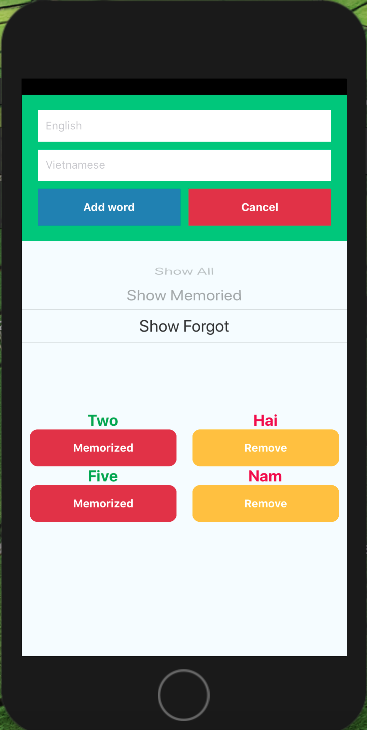 English
Vietnamese
Add word Cancel
Show All
Show Memoried
Show Forgot
Two Hai
Memorized Remove
Five Nam
Memorized Remove